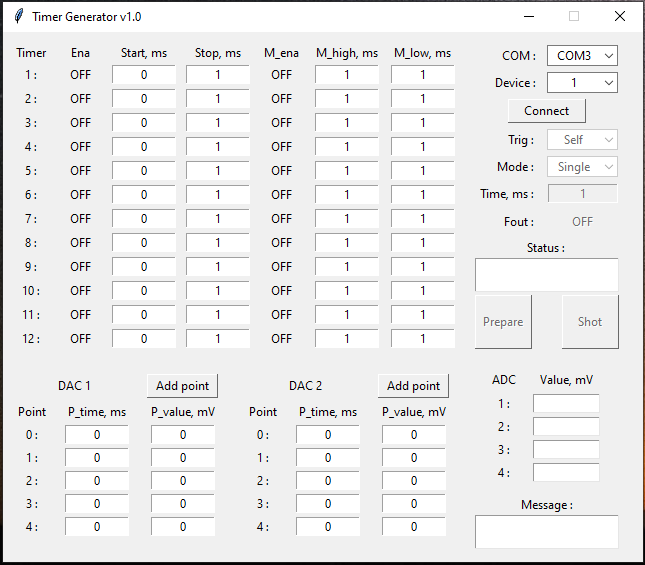 Timer Generator v1.0
Timer Ena Start, ms Stop, ms M_ena M_high, ms M_low, ms
1 : OFF 0 1 OFF 1 1
2 : OFF 0 1 OFF 1 1
3 : OFF 0 1 OFF 1 1
4 : OFF 0 1 OFF 1 1
5 : OFF 0 1 OFF 1 1
6 : OFF 0 1 OFF 1 1
7 : OFF 0 1 OFF 1 1
8 : OFF 0 1 OFF 1 1
9 : OFF 0 1 OFF 1 1
10 : OFF 0 1 OFF 1 1
11 : OFF 0 1 OFF 1 1
12 : OFF 0 1 OFF 1 1
COM : COM3
Device : 1
Connect
Trig : Self
Mode : Single
Time, ms : 1
Fout : OFF
Status :
Prepare Shot
DAC 1 Add point
Point P_time, ms P_value, mV
0 : 0 0
1 : 0 0
2 : 0 0
3 : 0 0
4 : 0 0
DAC 2 Add point
Point P_time, ms P_value, mV
0 : 0 0
1 : 0 0
2 : 0 0
3 : 0 0
4 : 0 0
ADC Value, mV
1 :
2 :
3 :
4 :
Message :